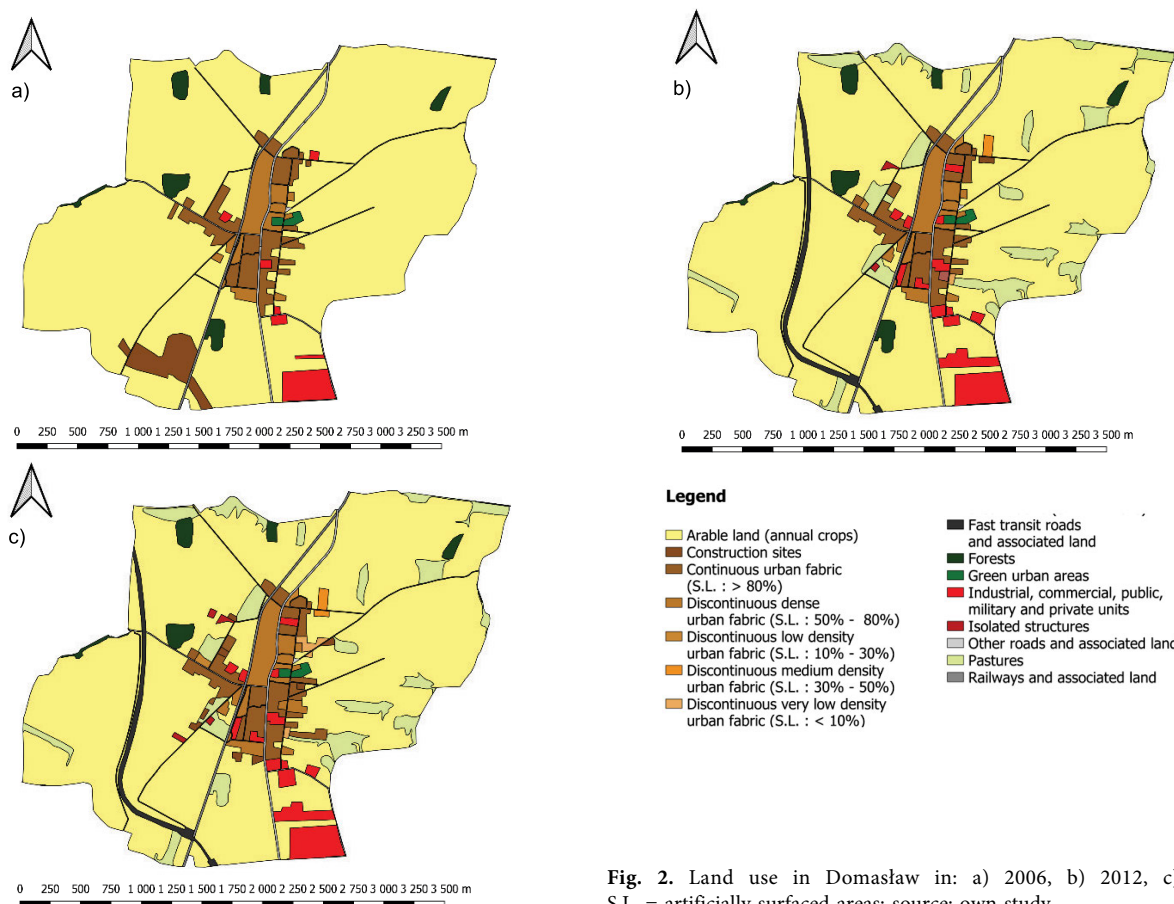 a)
0 250 500 750 1 000 1 250 1 500 1 750 2 000 2 250 2 500 2 750 3 000 3 250 3 500 m
b)
0 250 500 750 1 000 1 250 1 500 1 750 2 000 2 250 2 500 2 750 3 000 3 250 3 500 m
c)
0 250 500 750 1 000 1 250 1 500 1 750 2 000 2 250 2 500 2 750 3 000 3 250 3 500 m
Legend
Arable land (annual crops)
Construction sites
Continuous urban fabric
(S.L. : > 80%)
Discontinuous dense
urban fabric (S.L. : 50% - 80%)
Discontinuous low density
urban fabric (S.L. : 10% - 30%)
Discontinuous medium density
urban fabric (S.L. : 30% - 50%)
Discontinuous very low density
urban fabric (S.L. : < 10%)
Fast transit roads
and associated land
Forests
Green urban areas
Industrial, commercial, public,
military and private units
Isolated structures
Other roads and associated land
Pastures
Railways and associated land
Fig. 2. Land use in Domasław in: a) 2006, b) 2012, c)
S.L. = artificially surfaced areas; source: own study